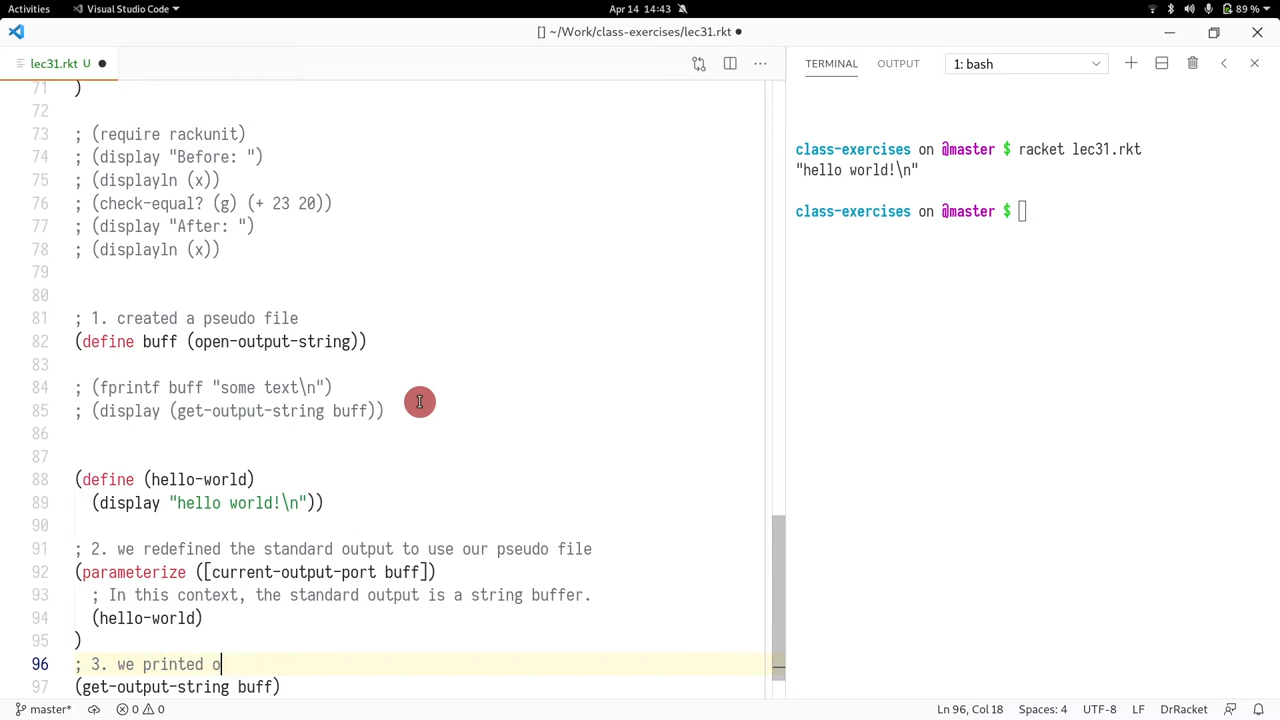 Activities
Visual Studio Code
Apr 14 14:43
89 %
[] ~/Work/class-exercises/lec31.rkt ●
lec31.rkt U ●
TERMINAL
OUTPUT
1: bash
71 )
72
73 ; (require rackunit)
74 ; (display "Before: ")
75 ; (displayln (x))
76 ; (check-equal? (g) (+ 23 20))
77 ; (display "After: ")
78 ; (displayln (x))
79
80
81 ; 1. created a pseudo file
82 (define buff (open-output-string))
83
84 ; (fprintf buff "some text\n")
85 ; (display (get-output-string buff))
86
87
88 (define (hello-world)
89 (display "hello world!\n"))
90
91 ; 2. we redefined the standard output to use our pseudo file
92 (parameterize ([current-output-port buff])
93 ; In this context, the standard output is a string buffer.
94 (hello-world)
95 )
96 ; 3. we printed o
97 (get-output-string buff)
class-exercises on @master $ racket lec31.rkt
"hello world!\n"
class-exercises on @master $
master*
0
0
Ln 96, Col 18
Spaces: 4
UTF-8
LF
DrRacket